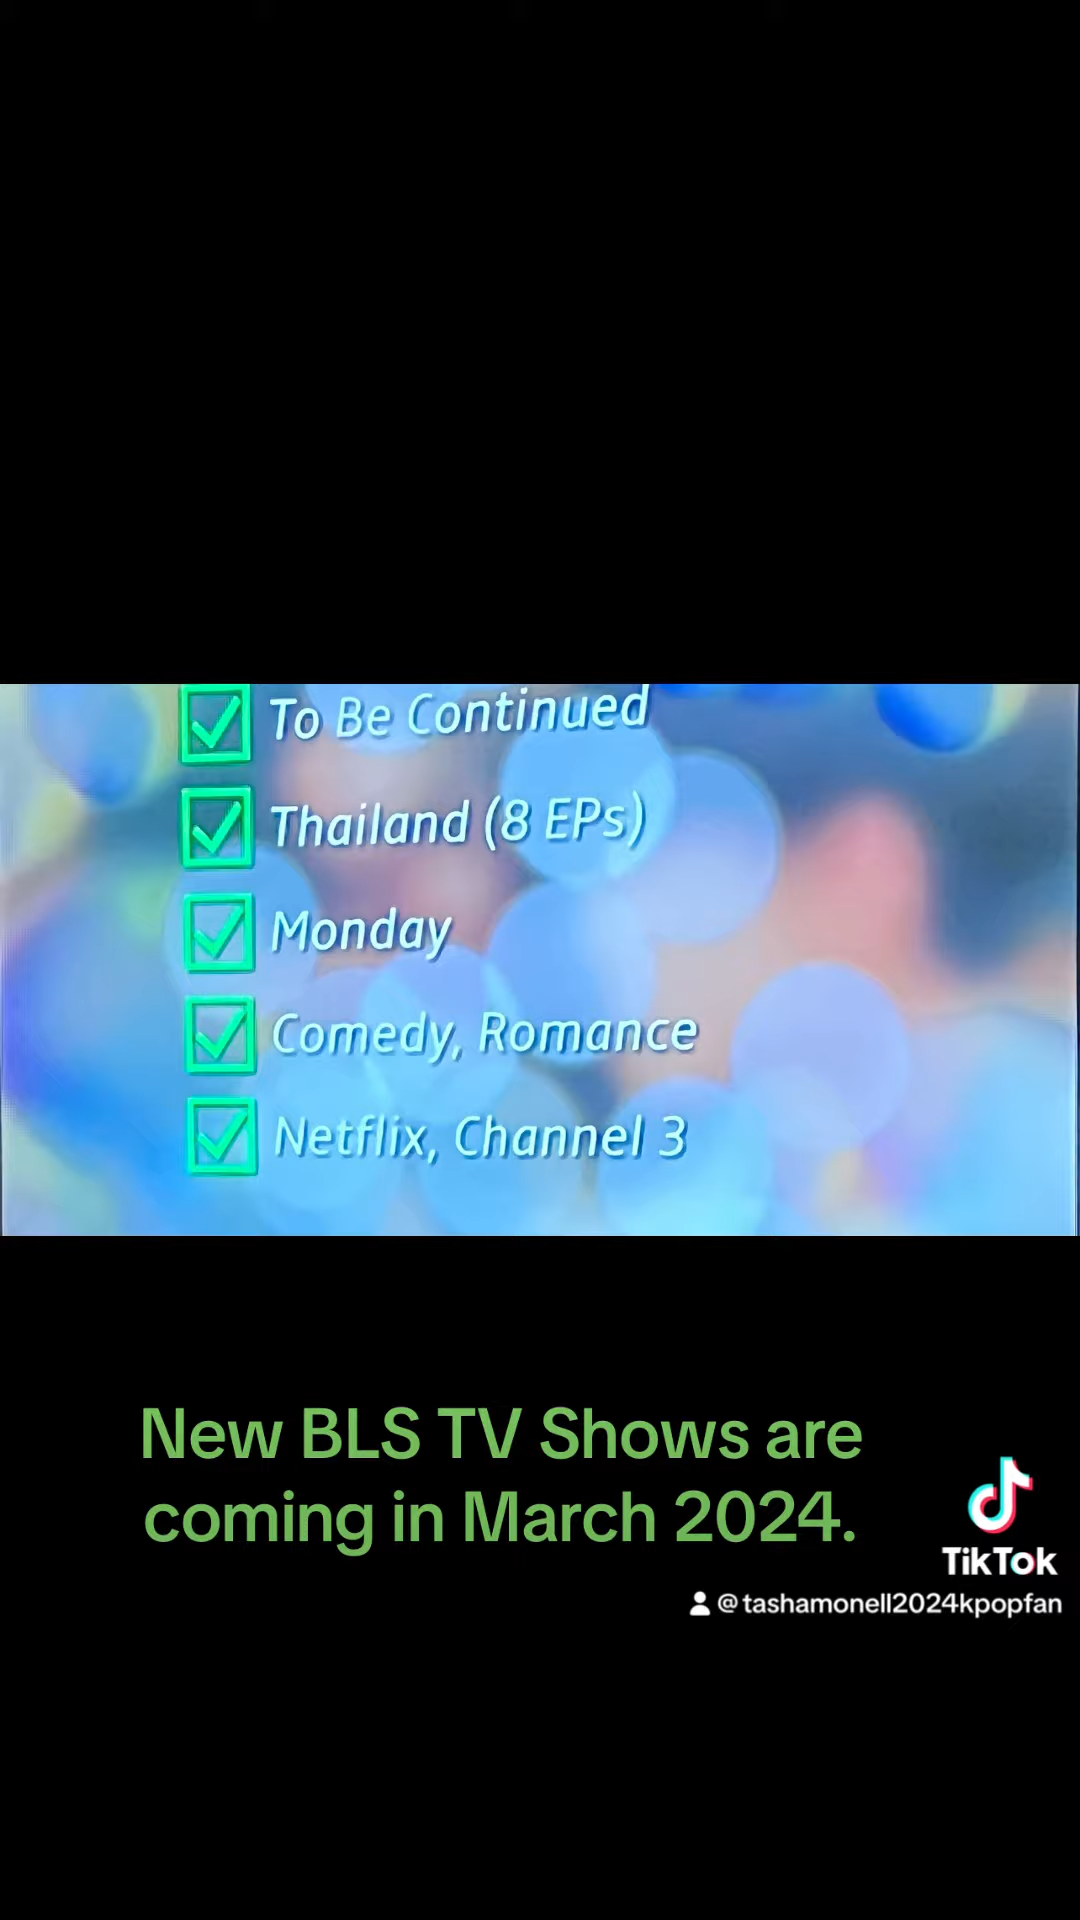 To Be Continued
Thailand (8 EPs)
Monday
Comedy, Romance
Netflix, Channel 3
New BLS TV Shows are
coming in March 2024.
TikTok
@tashamonell2024kpopfan